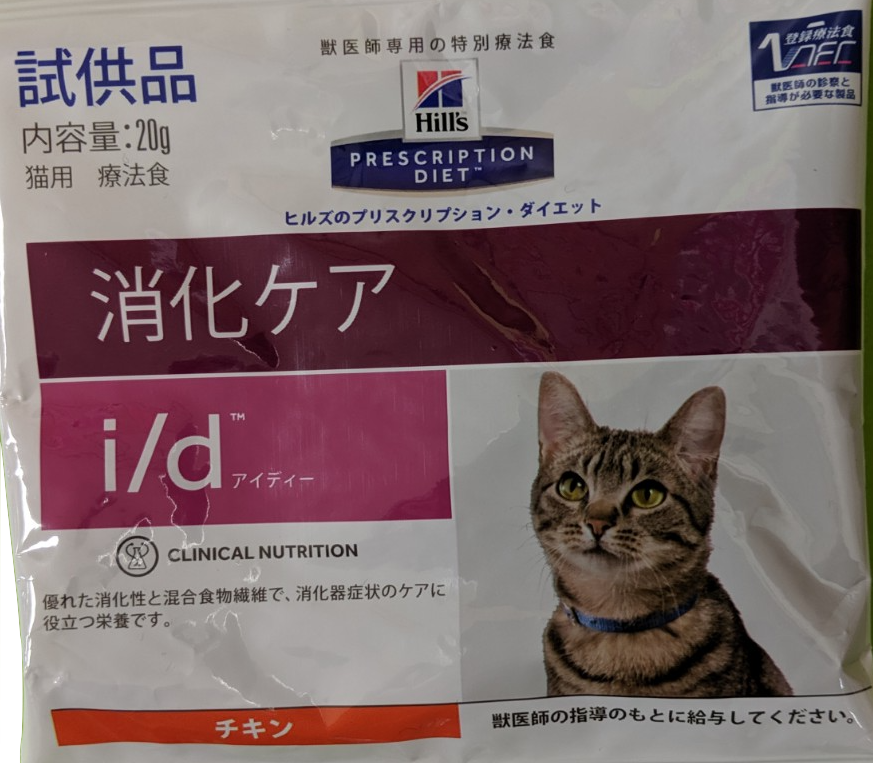 試供品
内容量:20g
猫用 療法食
獣医師専用の特別療法食
Hill's
PRESCRIPTION
DIET™
ヒルズのプリスクリプション・ダイエット
登録療法食
獣医師の診察と
指導が必要な製品
消化ケア
i/d™
アイディー
CLINICAL NUTRITION
優れた消化性と混合食物繊維で、消化器症状のケアに
役立つ栄養です。
チキン
獣医師の指導のもとに給与してください。